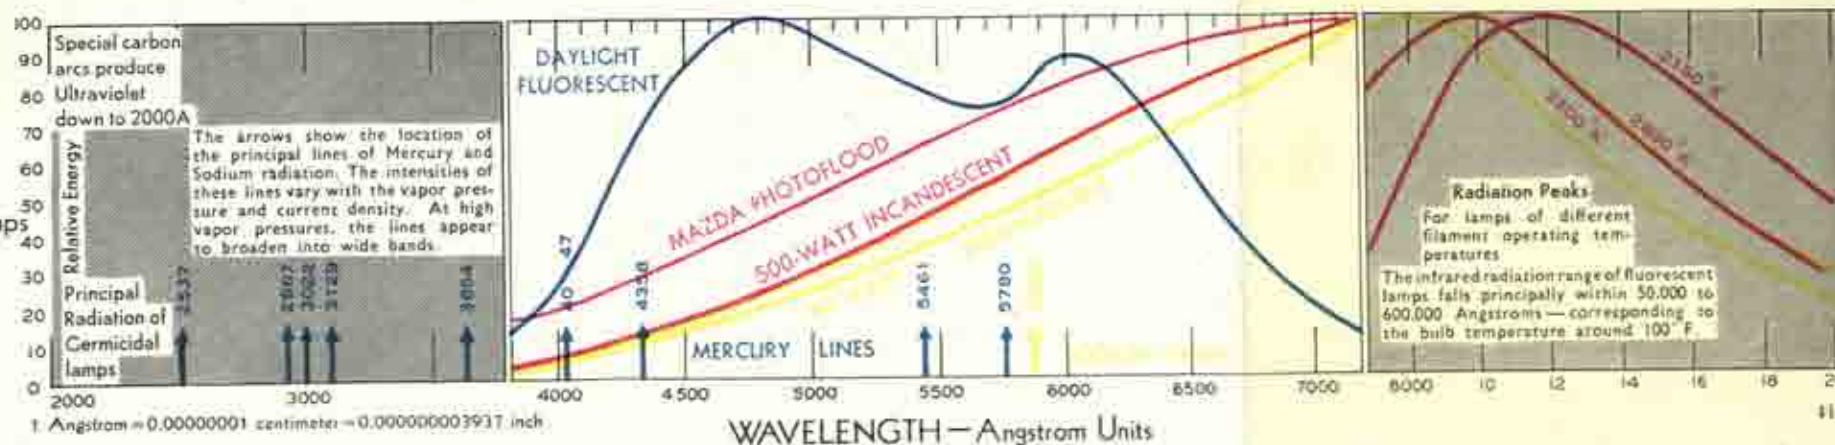 100
90
80
70
60
50
40
30
20
10
0
Relative Energy
Special carbon
arcs produce
Ultraviolet
down to 2000A
The arrows show the location of
the principal lines of Mercury and
Sodium radiation. The intensities of
these lines vary with the vapor pres-
sure and current density. At high
vapor pressures, the lines appear
to broaden into wide bands.
Principal
Radiation of
Germicidal
lamps
2537
3022
3129
DAYLIGHT
FLUORESCENT
MAZDA PHOTOFLOOD
500-WATT INCANDESCENT
40 47
4358
5461
5780
MERCURY LINES
2800°K
2150°K
Radiation Peaks
For lamps of different
filament operating tem-
peratures
The infrared radiation range of fluorescent
lamps falls principally within 50,000 to
600,000 Angstroms — corresponding to
the bulb temperature around 100°F.
2000 3000 4000 4500 5000 5500 6000 6500 7000 10 12 14 16 18
1 Angstrom = 0.00000001 centimeter = 0.000000003937 inch
WAVELENGTH — Angstrom Units